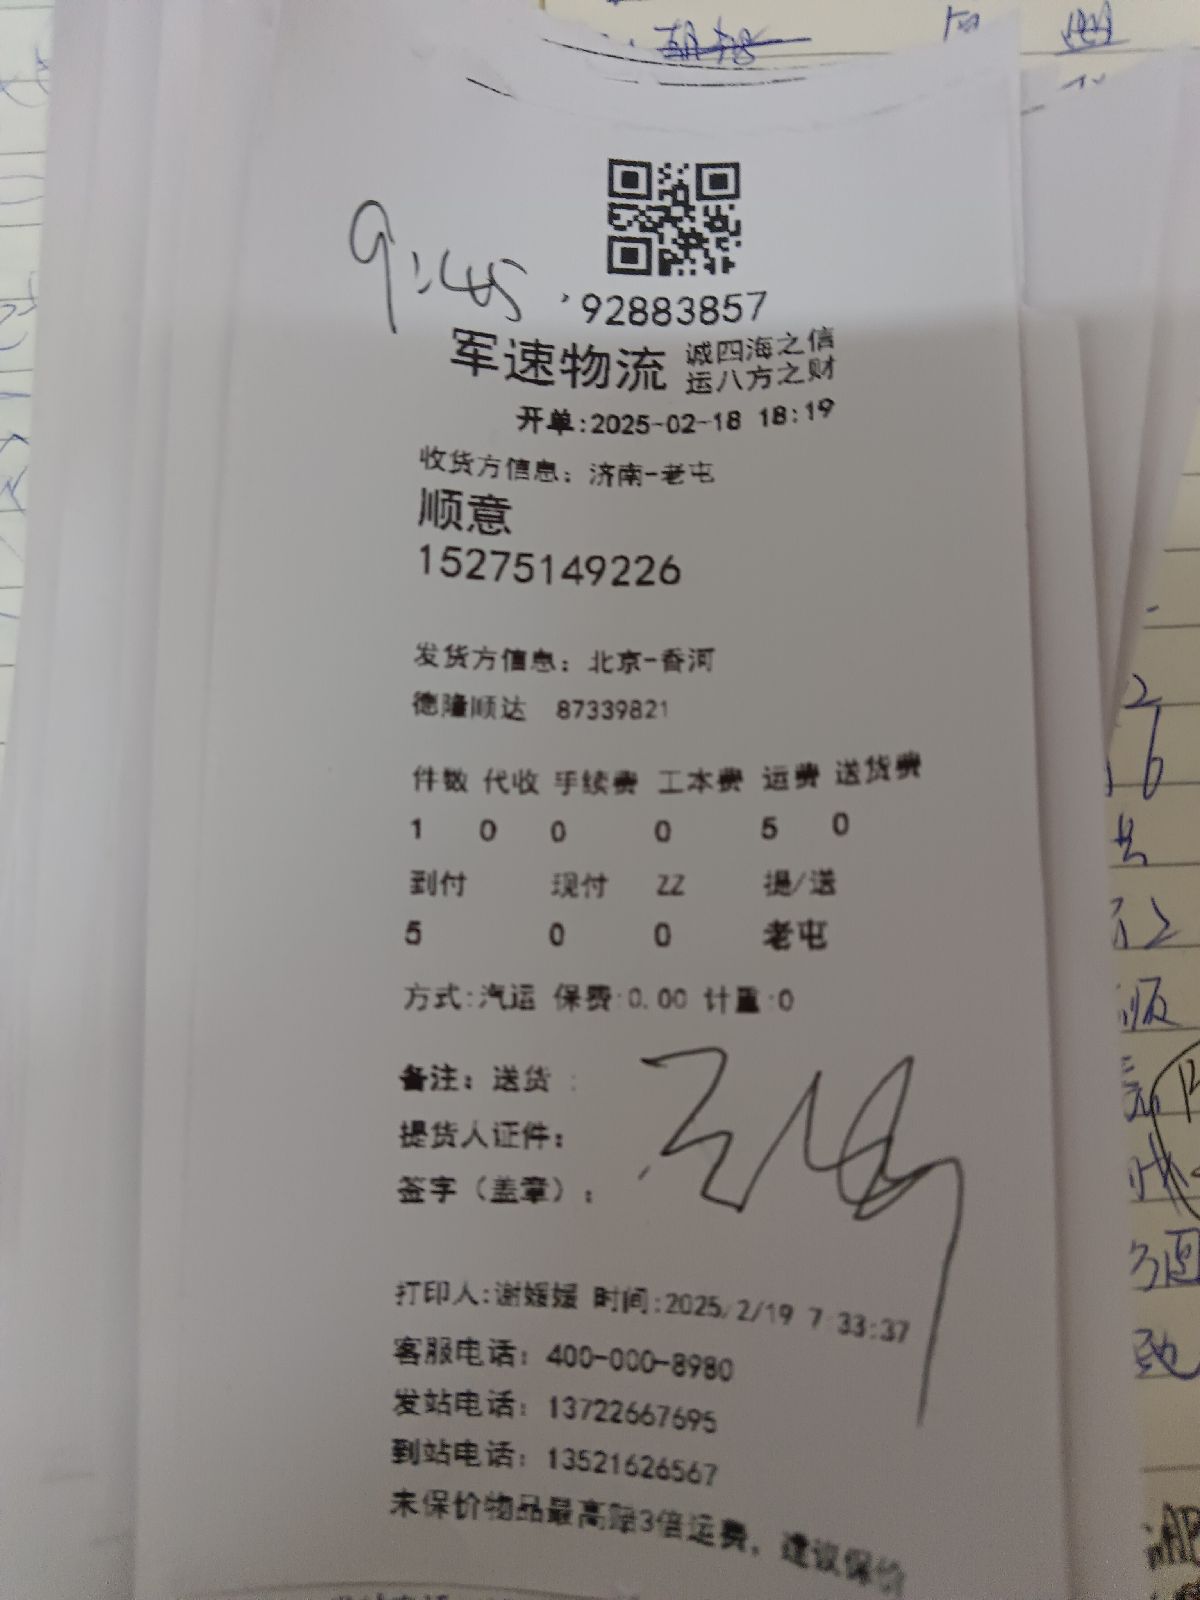 9:45
92883857
军速物流 诚四海之信
运八方之财
开单:2025-02-18 18:19
收货方信息：济南-老屯
顺意
15275149226
发货方信息：北京-香河
德隆顺达 87339821
件数 代收 手续费 工本费 运费 送货费
1 0 0 0 5 0
到付 现付 ZZ 提/送
5 0 0 老屯
方式:汽运 保费:0.00 计重:0
备注：送货：
提货人证件：
签字（盖章）：
打印人:谢媛媛 时间:2025/2/19 7:33:37
客服电话：400-000-8980
发站电话：13722667695
到站电话：13521626567
未保价物品最高赔3倍运费，建议保价